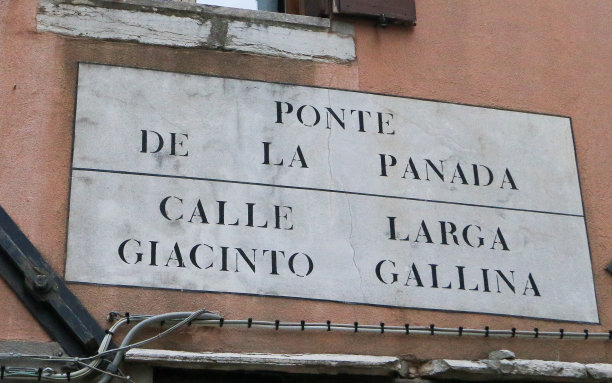 PONTE
DE LA PANADA
CALLE LARGA
GIACINTO GALLINA